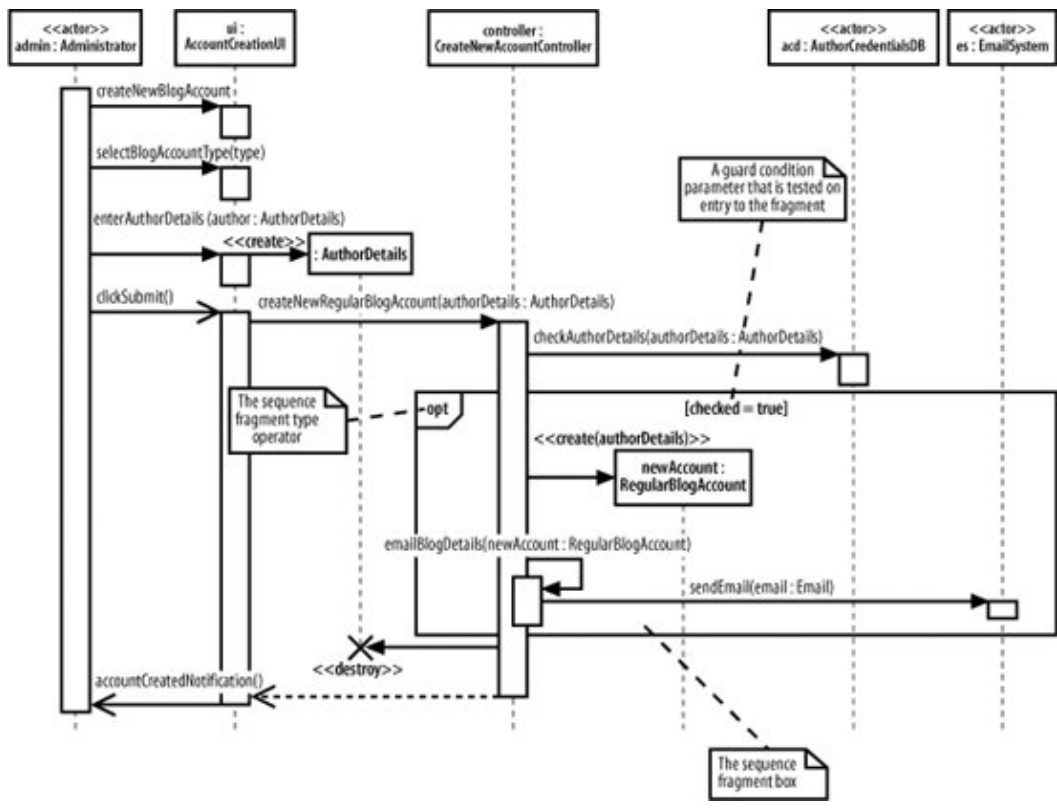 <<actor>>
admin : Administrator
ui :
AccountCreationUI
controller :
CreateNewAccountController
<<actor>>
acd : AuthorCredentialsDB
<<actor>>
es : EmailSystem
createNewBlogAccount
selectBlogAccountType(type)
A guard condition
parameter that is tested on
entry to the fragment
enterAuthorDetails (author : AuthorDetails)
<<create>>
: AuthorDetails
clickSubmit()
createNewRegularBlogAccount(authorDetails : AuthorDetails)
checkAuthorDetails(authorDetails : AuthorDetails)
The sequence
fragment type
operator
opt
[checked = true]
<<create(authorDetails)>>
newAccount :
RegularBlogAccount
emailBlogDetails(newAccount : RegularBlogAccount)
sendEmail(email : Email)
<<destroy>>
accountCreatedNotification()
The sequence
fragment box